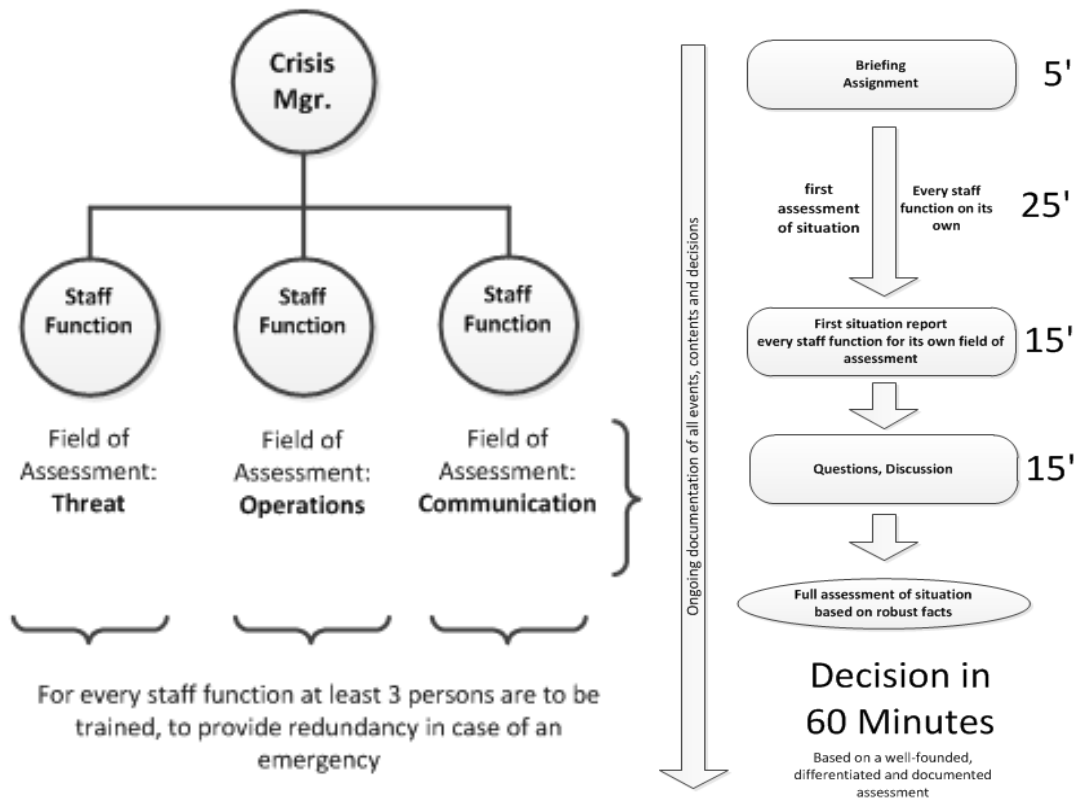 Crisis
Mgr.
Staff
Function
Staff
Function
Staff
Function
Field of
Assessment:
Threat
Field of
Assessment:
Operations
Field of
Assessment:
Communication
For every staff function at least 3 persons are to be
trained, to provide redundancy in case of an
emergency
Ongoing documentation of all events, contents and decisions
Briefing
Assignment
5'
first
assessment
of situation
Every staff
function on its
own
25'
First situation report
every staff function for its own field of
assessment
15'
Questions, Discussion
15'
Full assessment of situation
based on robust facts
Decision in
60 Minutes
Based on a well-founded,
differentiated and documented
assessment